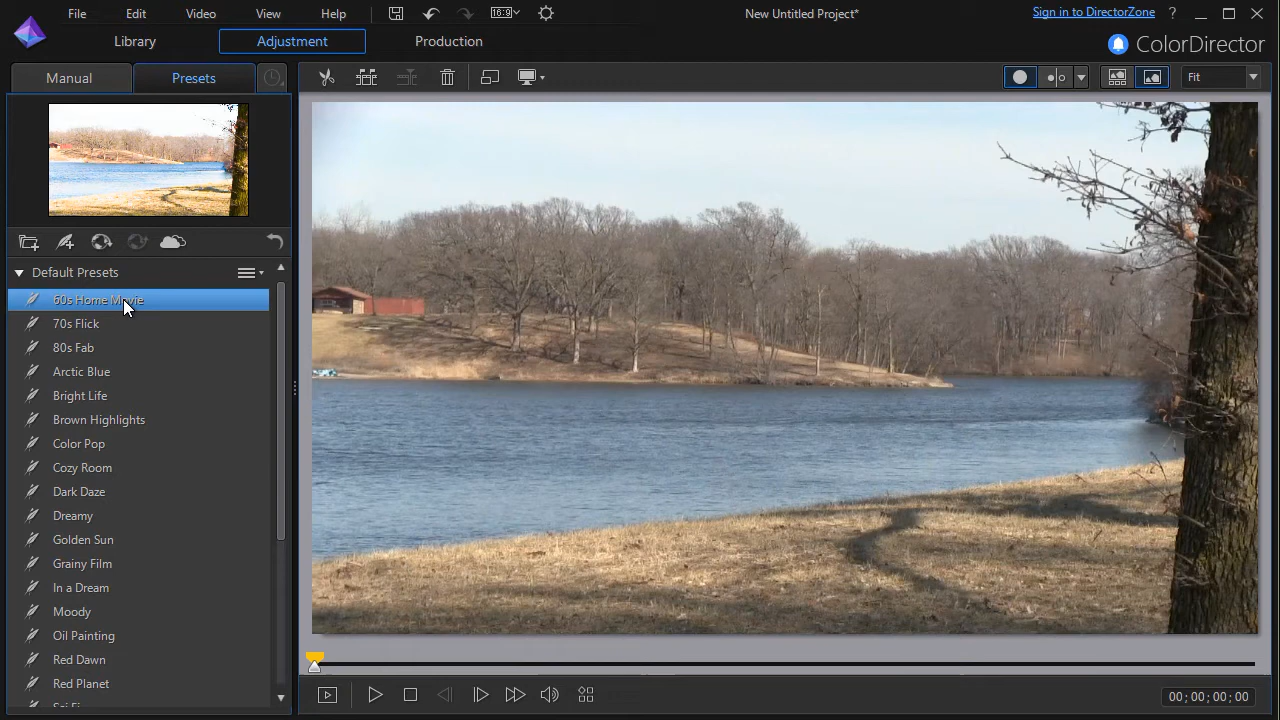 File Edit Video View Help 16:9 New Untitled Project* Sign in to DirectorZone ?
Library Adjustment Production ColorDirector
Manual Presets Fit
Default Presets
60s Home Movie
70s Flick
80s Fab
Arctic Blue
Bright Life
Brown Highlights
Color Pop
Cozy Room
Dark Daze
Dreamy
Golden Sun
Grainy Film
In a Dream
Moody
Oil Painting
Red Dawn
Red Planet
00;00;00;00